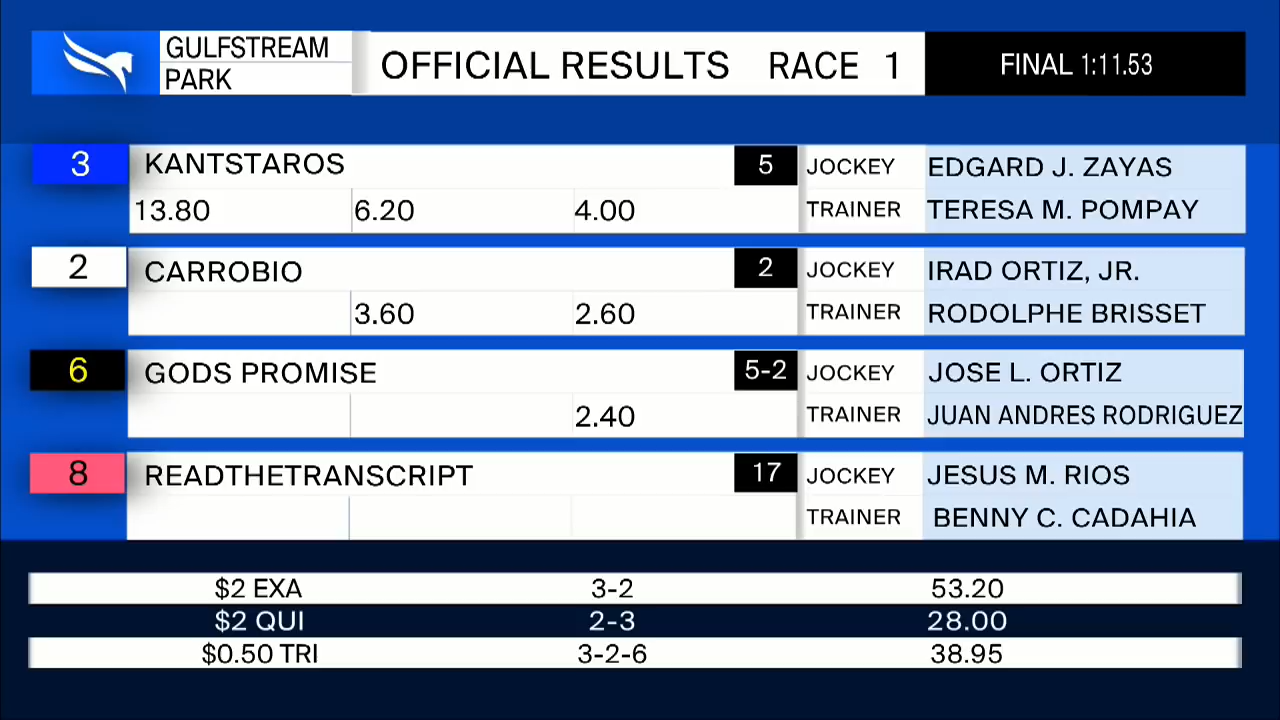 GULFSTREAM
PARK
OFFICIAL RESULTS RACE 1
FINAL 1:11.53
3 KANTSTAROS 5 JOCKEY EDGARD J. ZAYAS
13.80 6.20 4.00 TRAINER TERESA M. POMPAY
2 CARROBIO 2 JOCKEY IRAD ORTIZ, JR.
3.60 2.60 TRAINER RODOLPHE BRISSET
6 GODS PROMISE 5-2 JOCKEY JOSE L. ORTIZ
2.40 TRAINER JUAN ANDRES RODRIGUEZ
8 READTHETRANSCRIPT 17 JOCKEY JESUS M. RIOS
TRAINER BENNY C. CADAHIA
$2 EXA 3-2 53.20
$2 QUI 2-3 28.00
$0.50 TRI 3-2-6 38.95